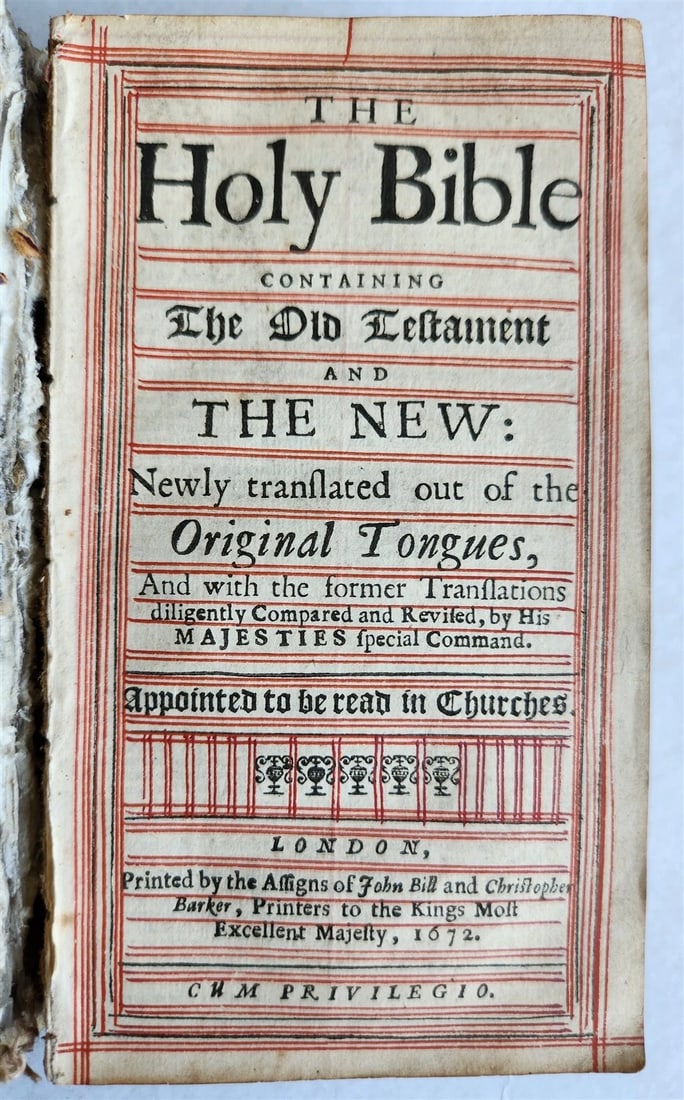 THE
Holy Bible
CONTAINING
The Old Teſtament
AND
THE NEW:
Newly tranſlated out of the
Original Tongues,
And with the former Tranſlations
diligently Compared and Reviſed, by His
MAJESTIES ſpecial Command.
Appointed to be read in Churches.
LONDON,
Printed by the Aſſigns of John Bill and Chriſtopher
Barker, Printers to the Kings Moſt
Excellent Majeſty, 1672.
CUM PRIVILEGIO.